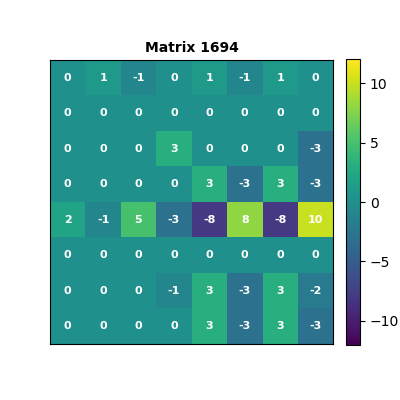 Matrix 1694
0 1 -1 0 1 -1 1 0
0 0 0 0 0 0 0 0
0 0 0 3 0 0 0 -3
0 0 0 0 3 -3 3 -3
2 -1 5 -3 -8 8 -8 10
0 0 0 0 0 0 0 0
0 0 0 -1 3 -3 3 -2
0 0 0 0 3 -3 3 -3
10
5
0
−5
−10